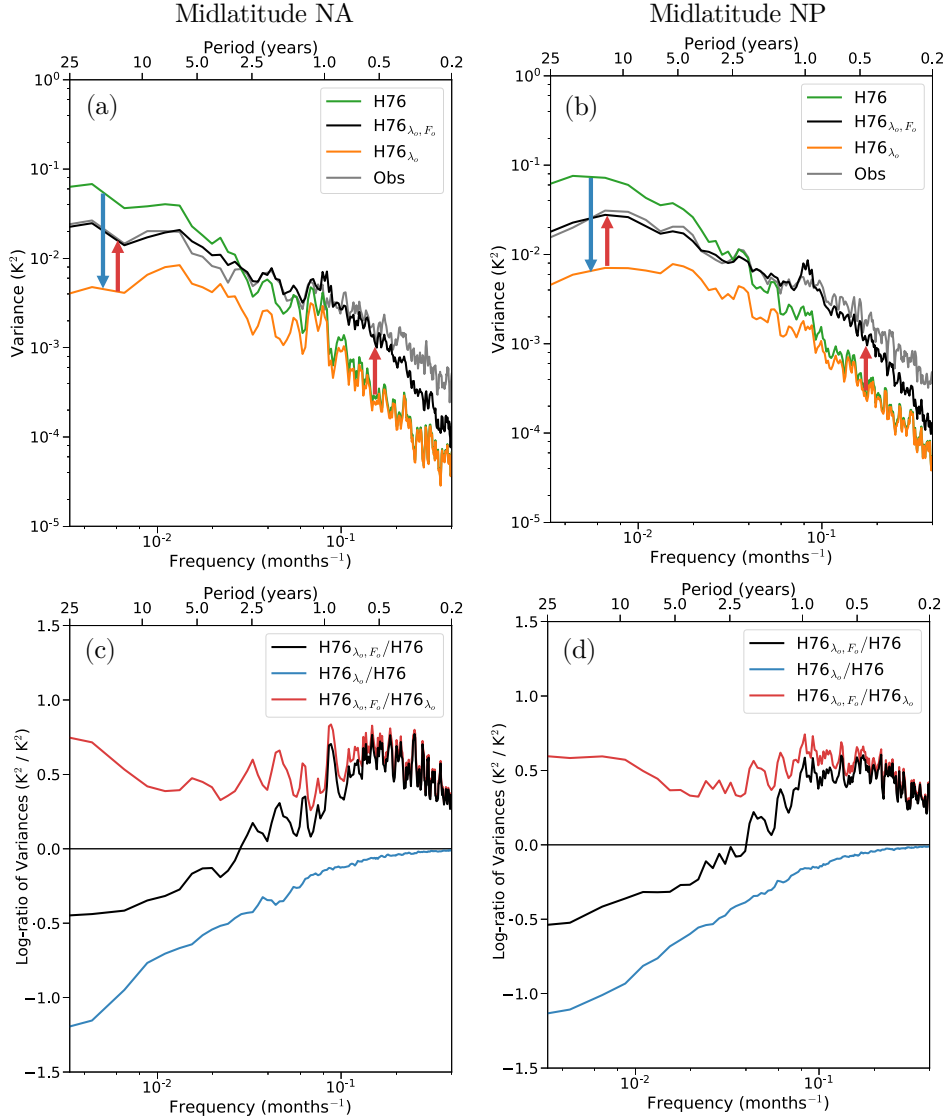 Midlatitude NA
Midlatitude NP
Period (years)
25 10 5.0 2.5 1.0 0.5 0.2
(a)
H76
H76λo,Fo
H76λo
Obs
Variance (K²)
10⁰
10⁻¹
10⁻²
10⁻³
10⁻⁴
10⁻⁵
10⁻² 10⁻¹
Frequency (months⁻¹)
Period (years)
25 10 5.0 2.5 1.0 0.5 0.2
(b)
H76
H76λo,Fo
H76λo
Obs
Variance (K²)
10⁰
10⁻¹
10⁻²
10⁻³
10⁻⁴
10⁻⁵
10⁻² 10⁻¹
Frequency (months⁻¹)
Period (years)
25 10 5.0 2.5 1.0 0.5 0.2
(c)
H76λo,Fo/H76
H76λo/H76
H76λo,Fo/H76λo
Log-ratio of Variances (K² / K²)
1.5
1.0
0.5
0.0
−0.5
−1.0
−1.5
10⁻² 10⁻¹
Frequency (months⁻¹)
Period (years)
25 10 5.0 2.5 1.0 0.5 0.2
(d)
H76λo,Fo/H76
H76λo/H76
H76λo,Fo/H76λo
Log-ratio of Variances (K² / K²)
1.5
1.0
0.5
0.0
−0.5
−1.0
−1.5
10⁻² 10⁻¹
Frequency (months⁻¹)